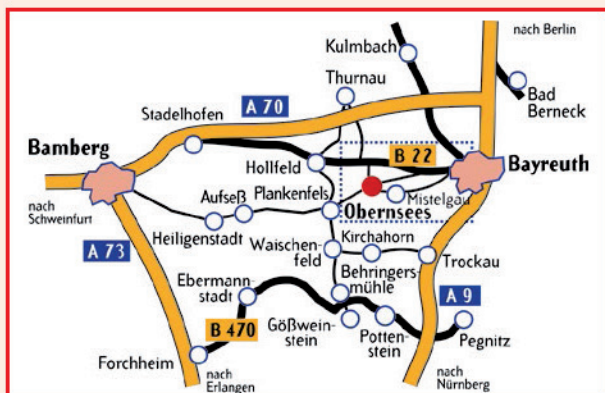 nach Berlin
Kulmbach
Thurnau
Bad
Berneck
A 70
Stadelhofen
Bamberg
B 22
Bayreuth
Hollfeld
Mistelgau
Aufseß
Plankenfels
Obernsees
nach
Schweinfurt
Heiligenstadt
Waischen-
feld
Kirchahorn
A 73
Trockau
Behringers-
mühle
Ebermann-
stadt
A 9
B 470
Gößwein-
stein
Potten-
stein
Pegnitz
Forchheim
nach
Erlangen
nach
Nürnberg